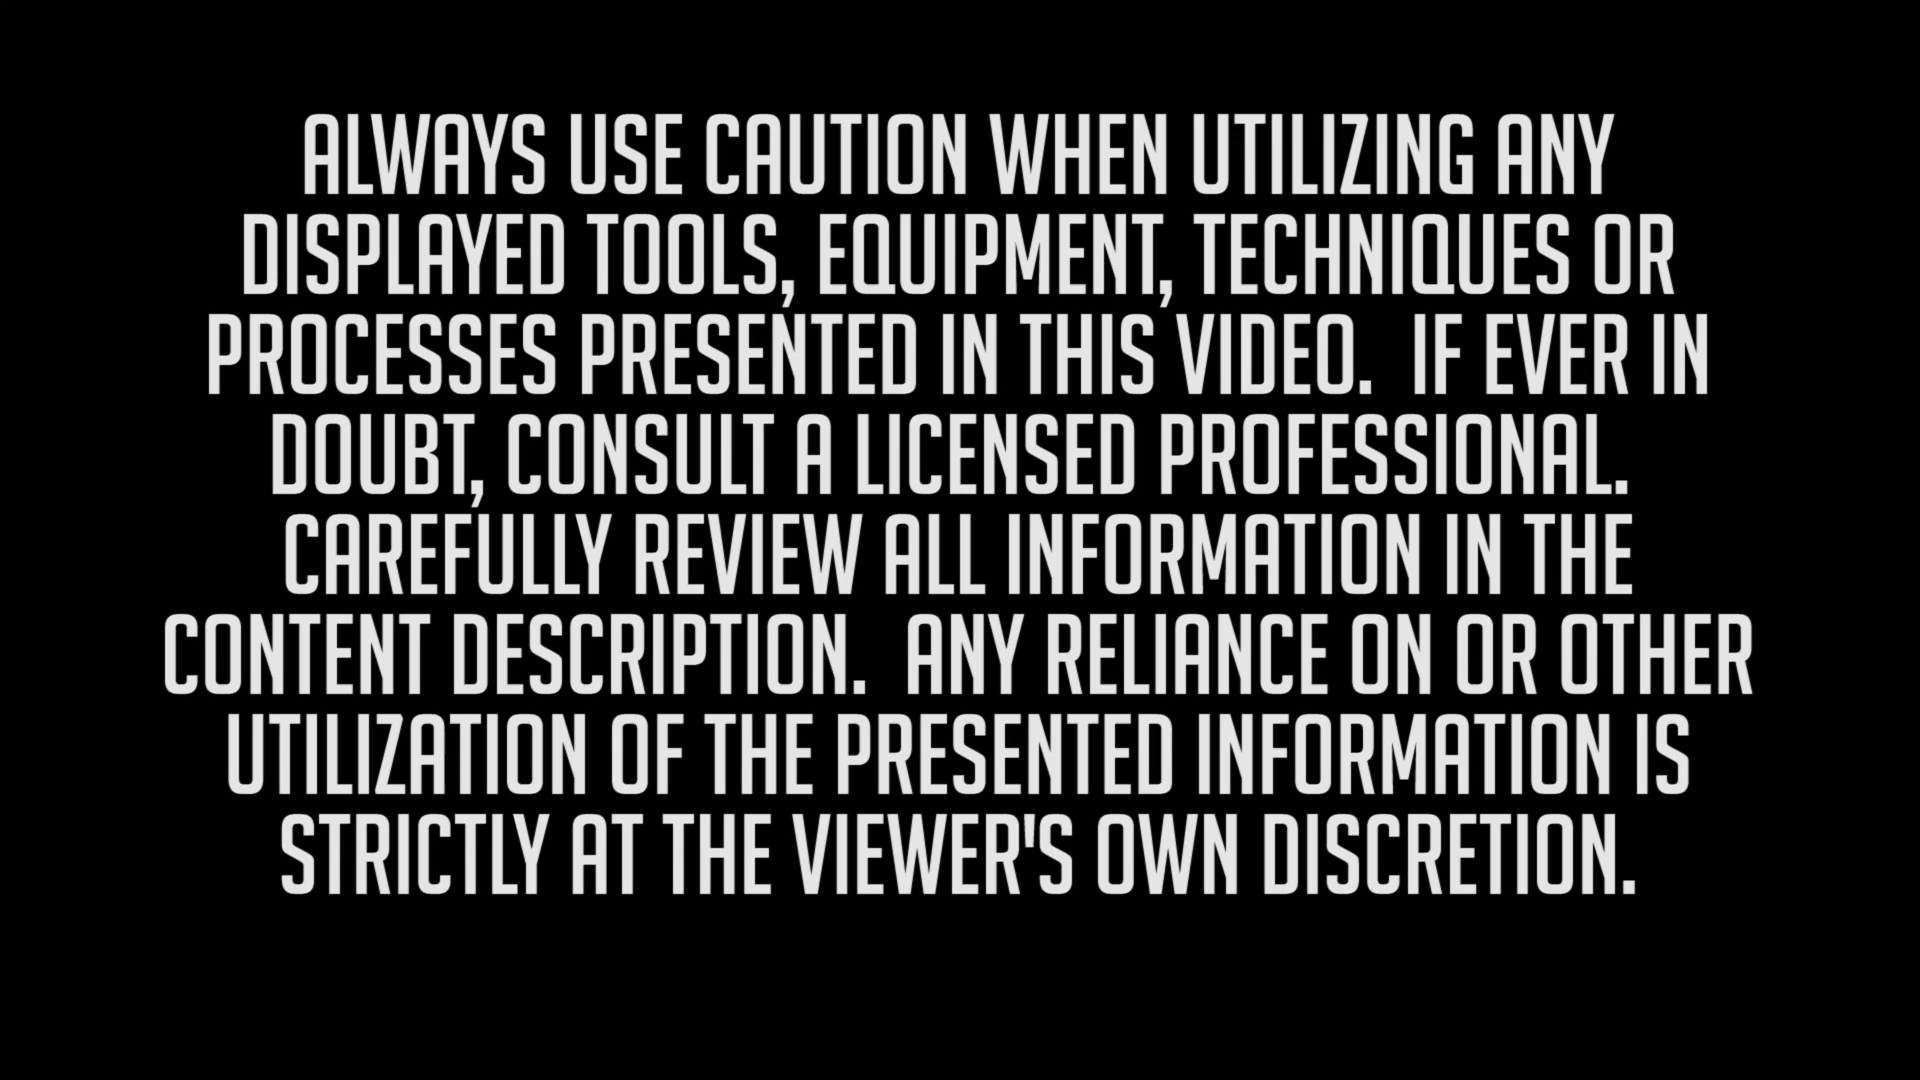 ALWAYS USE CAUTION WHEN UTILIZING ANY
DISPLAYED TOOLS, EQUIPMENT, TECHNIQUES OR
PROCESSES PRESENTED IN THIS VIDEO.  IF EVER IN
DOUBT, CONSULT A LICENSED PROFESSIONAL.
CAREFULLY REVIEW ALL INFORMATION IN THE
CONTENT DESCRIPTION.  ANY RELIANCE ON OR OTHER
UTILIZATION OF THE PRESENTED INFORMATION IS
STRICTLY AT THE VIEWER'S OWN DISCRETION.